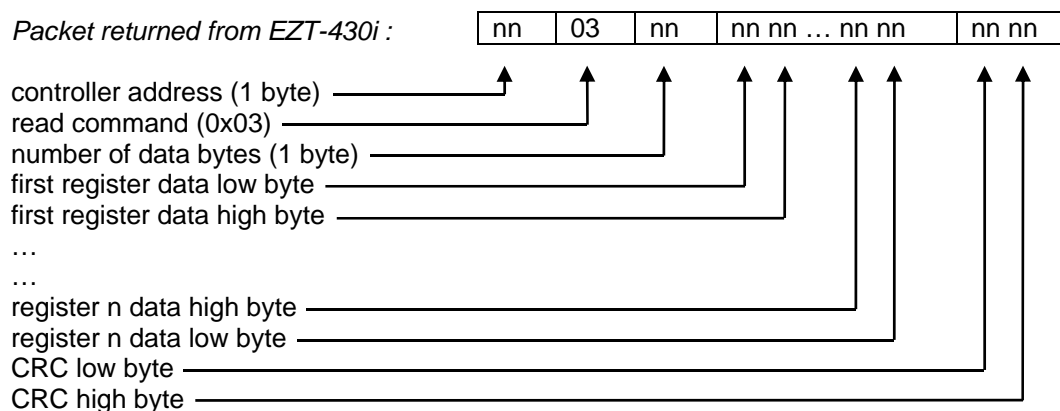 Packet returned from EZT-430i : nn 03 nn nn nn … nn nn nn nn
controller address (1 byte)
read command (0x03)
number of data bytes (1 byte)
first register data low byte
first register data high byte
…
…
register n data high byte
register n data low byte
CRC low byte
CRC high byte